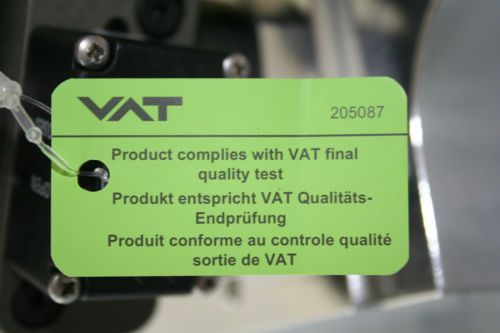 VAT 205087
Product complies with VAT final
quality test
Produkt entspricht VAT Qualitäts-
Endprüfung
Produit conforme au controle qualité
sortie de VAT